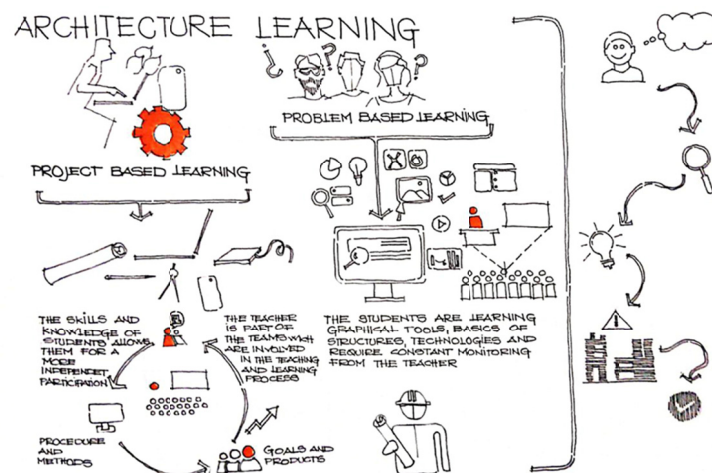 ARCHITECTURE LEARNING
PROJECT BASED LEARNING
PROBLEM BASED LEARNING
THE SKILLS AND
KNOWLEDGE OF
STUDENTS ALLOWS
THEM FOR A
MORE
INDEPENDENT
PARTICIPATION
THE TEACHER
IS PART OF
THE TEAMS WHICH
ARE INVOLVED
IN THE TEACHING
AND LEARNING
PROCESS
THE STUDENTS ARE LEARNING
GRAPHICAL TOOLS, BASICS OF
STRUCTURES, TECHNOLOGIES AND
REQUIRE CONSTANT MONITORING
FROM THE TEACHER
PROCEDURE
AND
METHODS
GOALS AND
PRODUCTS